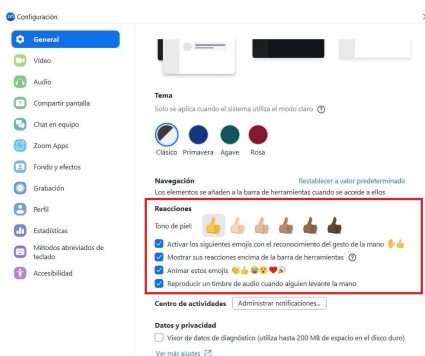 Configuración
General
Vídeo
Audio
Compartir pantalla
Chat en equipo
Zoom Apps
Fondo y efectos
Grabación
Perfil
Estadísticas
Métodos abreviados de
teclado
Accesibilidad
Tema
Solo se aplica cuando el sistema utiliza el modo claro
Clásico Primavera Agave Rosa
Navegación Restablecer a valor predeterminado
Los elementos se añaden a la barra de herramientas cuando se accede a ellos
Reacciones
Tono de piel:
Activar los siguientes emojis con el reconocimiento del gesto de la mano
Mostrar sus reacciones encima de la barra de herramientas
Animar estos emojis
Reproducir un timbre de audio cuando alguien levante la mano
Centro de actividades Administrar notificaciones...
Datos y privacidad
Visor de datos de diagnóstico (utiliza hasta 200 MB de espacio en el disco duro)
Ver más ajustes